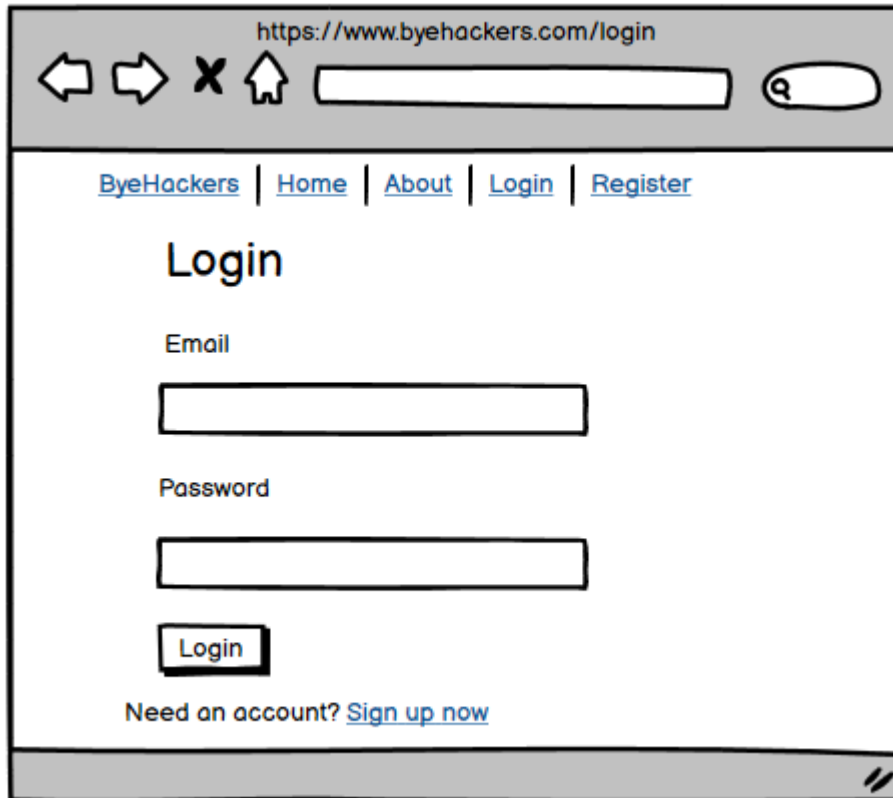 https://www.byehackers.com/login
ByeHackers Home About Login Register
Login
Email
Password
Login
Need an account? Sign up now